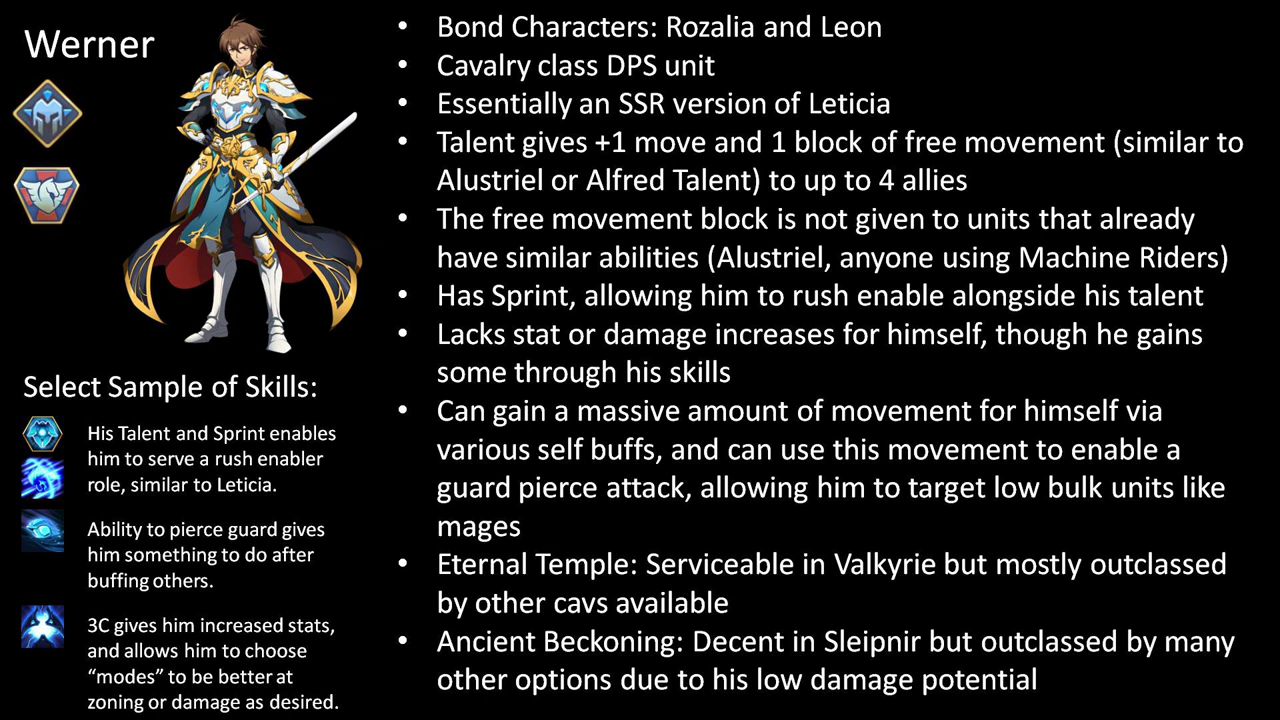 Werner
Select Sample of Skills:
His Talent and Sprint enables
him to serve a rush enabler
role, similar to Leticia.
Ability to pierce guard gives
him something to do after
buffing others.
3C gives him increased stats,
and allows him to choose
“modes” to be better at
zoning or damage as desired.
• Bond Characters: Rozalia and Leon
• Cavalry class DPS unit
• Essentially an SSR version of Leticia
• Talent gives +1 move and 1 block of free movement (similar to
Alustriel or Alfred Talent) to up to 4 allies
• The free movement block is not given to units that already
have similar abilities (Alustriel, anyone using Machine Riders)
• Has Sprint, allowing him to rush enable alongside his talent
• Lacks stat or damage increases for himself, though he gains
some through his skills
• Can gain a massive amount of movement for himself via
various self buffs, and can use this movement to enable a
guard pierce attack, allowing him to target low bulk units like
mages
• Eternal Temple: Serviceable in Valkyrie but mostly outclassed
by other cavs available
• Ancient Beckoning: Decent in Sleipnir but outclassed by many
other options due to his low damage potential